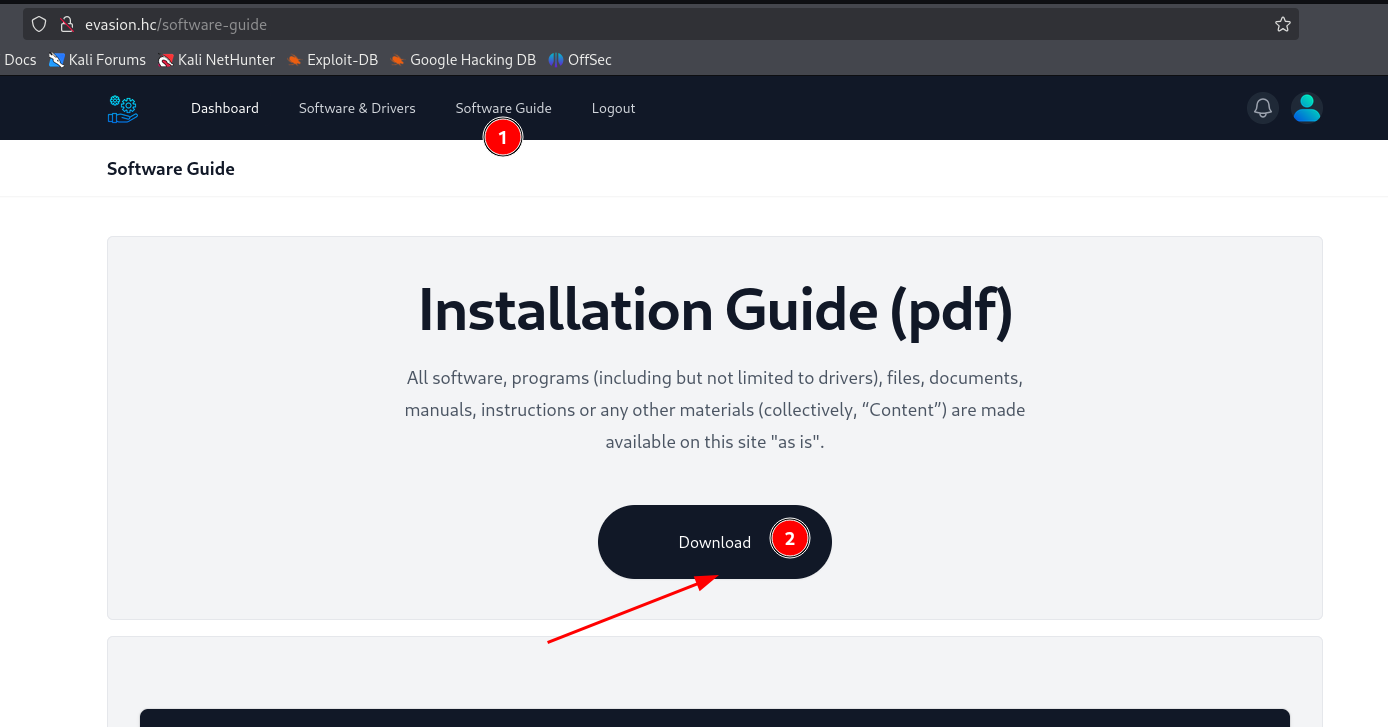 evasion.hc/software-guide
Docs Kali Forums Kali NetHunter Exploit-DB Google Hacking DB OffSec
Dashboard Software & Drivers Software Guide Logout
1
Software Guide
Installation Guide (pdf)
All software, programs (including but not limited to drivers), files, documents,
manuals, instructions or any other materials (collectively, “Content”) are made
available on this site "as is".
Download 2